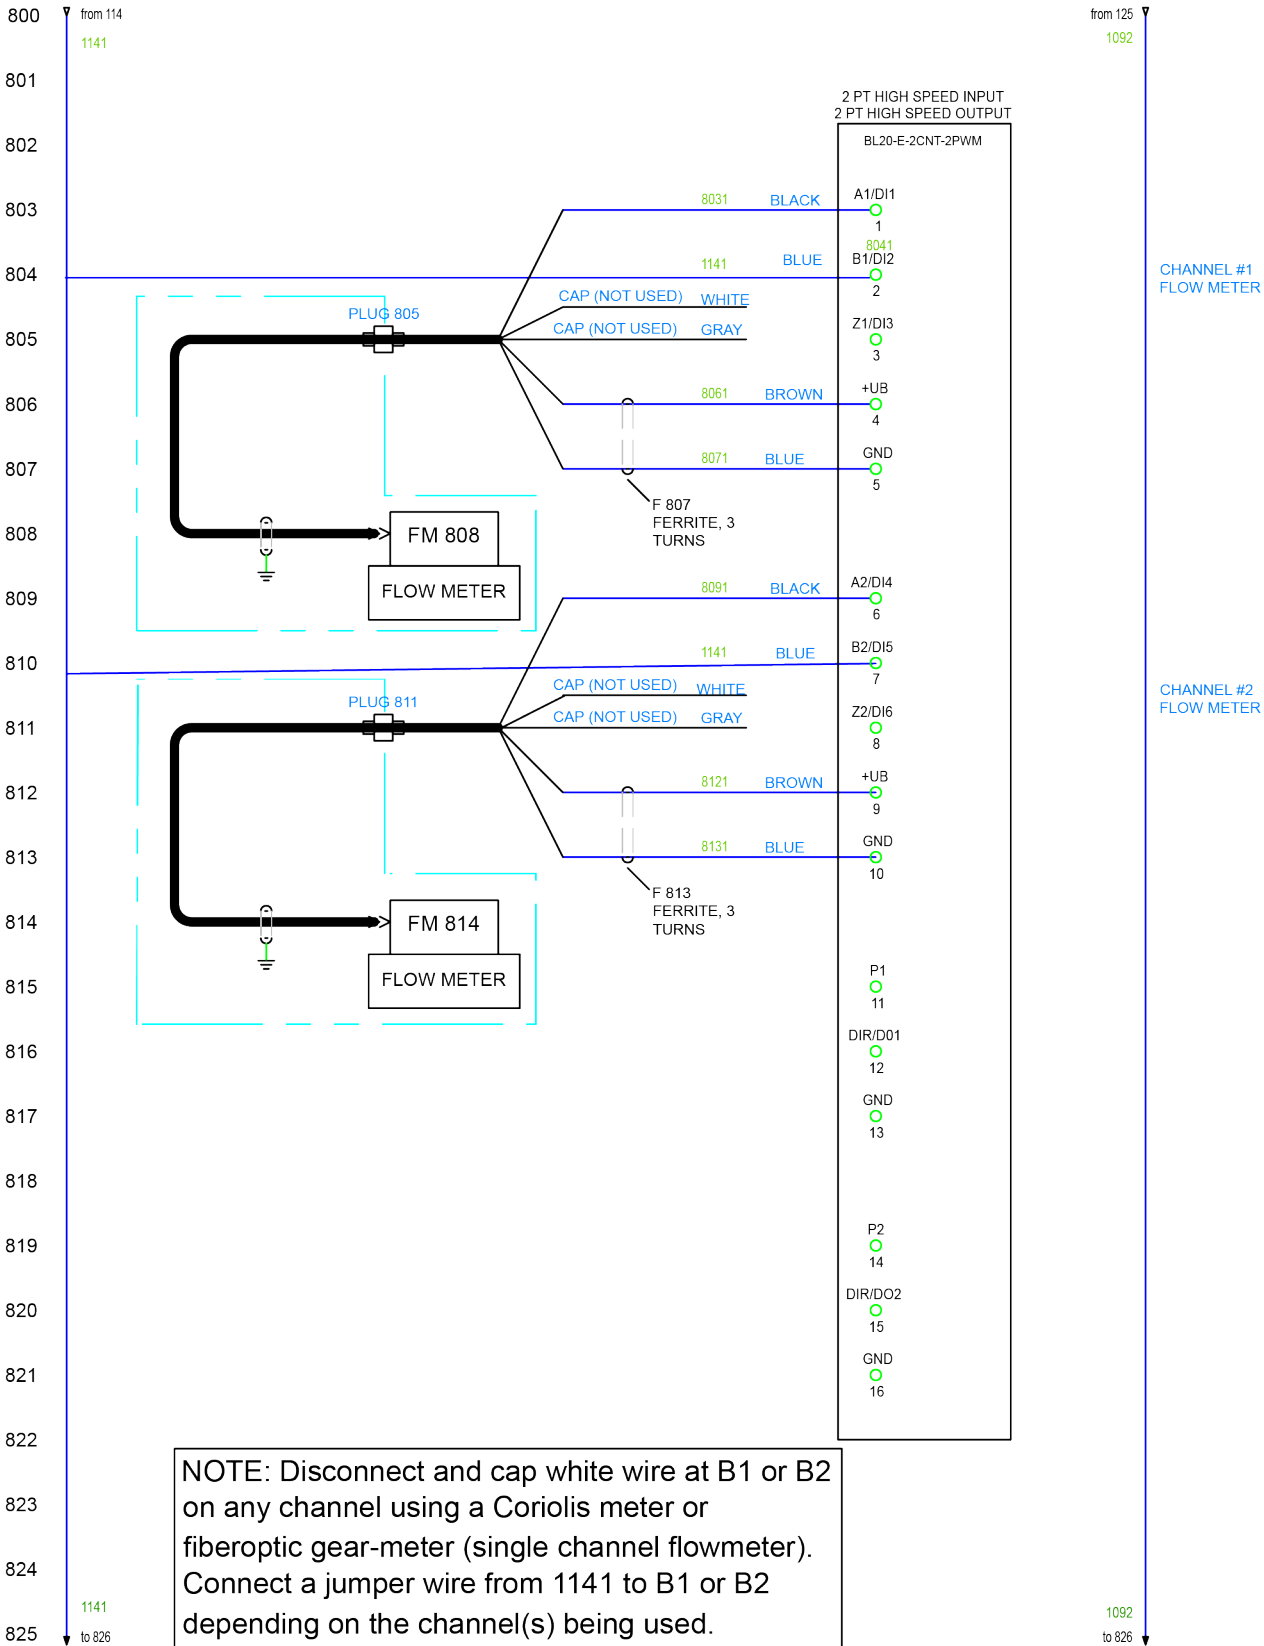 800
from 114
from 125
1141
1092
801
2 PT HIGH SPEED INPUT
2 PT HIGH SPEED OUTPUT
802
BL20-E-2CNT-2PWM
803
8031
BLACK
A1/DI1
1
8041
804
1141
BLUE
B1/DI2
2
CHANNEL #1
FLOW METER
CAP (NOT USED)
WHITE
PLUG 805
805
CAP (NOT USED)
GRAY
Z1/DI3
3
806
8061
BROWN
+UB
4
807
8071
BLUE
GND
5
F 807
FERRITE, 3
TURNS
808
FM 808
FLOW METER
809
8091
BLACK
A2/DI4
6
810
1141
BLUE
B2/DI5
7
CHANNEL #2
FLOW METER
CAP (NOT USED)
WHITE
PLUG 811
811
CAP (NOT USED)
GRAY
Z2/DI6
8
812
8121
BROWN
+UB
9
813
8131
BLUE
GND
10
F 813
FERRITE, 3
TURNS
814
FM 814
FLOW METER
815
P1
11
816
DIR/D01
12
817
GND
13
818
819
P2
14
820
DIR/DO2
15
821
GND
16
822
NOTE: Disconnect and cap white wire at B1 or B2
on any channel using a Coriolis meter or
fiberoptic gear-meter (single channel flowmeter).
Connect a jumper wire from 1141 to B1 or B2
depending on the channel(s) being used.
823
824
1141
1092
825
to 826
to 826